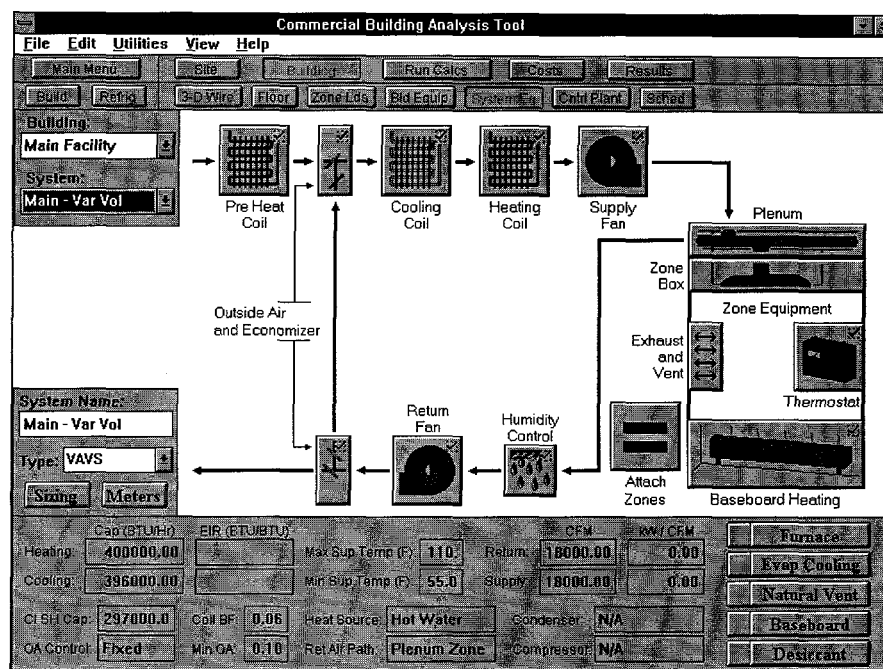 Commercial Building Analysis Tool
File Edit Utilities View Help
Main Menu Site Building Run Calcs Costs Results
Build Refrig 3-D Wire Floor Zone Lds Bld Equip System Eq Cntrl Plant Sched
Building:
Main Facility
System:
Main - Var Vol
Pre Heat
Coil
Cooling
Coil
Heating
Coil
Supply
Fan
Plenum
Zone
Box
Zone Equipment
Outside Air
and Economizer
Exhaust
and
Vent
Thermostat
System Name:
Main - Var Vol
Type: VAVS
Sizing Meters
Return
Fan
Humidity
Control
Attach
Zones
Baseboard Heating
Cap (BTU/Hr) EIR (BTU/BTU) CFM kW / CFM
Heating: 400000.00 Max Sup Temp (F): 110. Return: 18000.00 0.00
Cooling: 396000.00 Min Sup Temp (F): 55.0 Supply: 18000.00 0.00
Cl SH Cap: 297000.0 Coil BF: 0.06 Heat Source: Hot Water Condenser: N/A
OA Control: Fixed Min OA: 0.10 Ret Air Path: Plenum Zone Compressor: N/A
Furnace
Evap Cooling
Natural Vent
Baseboard
Desiccant